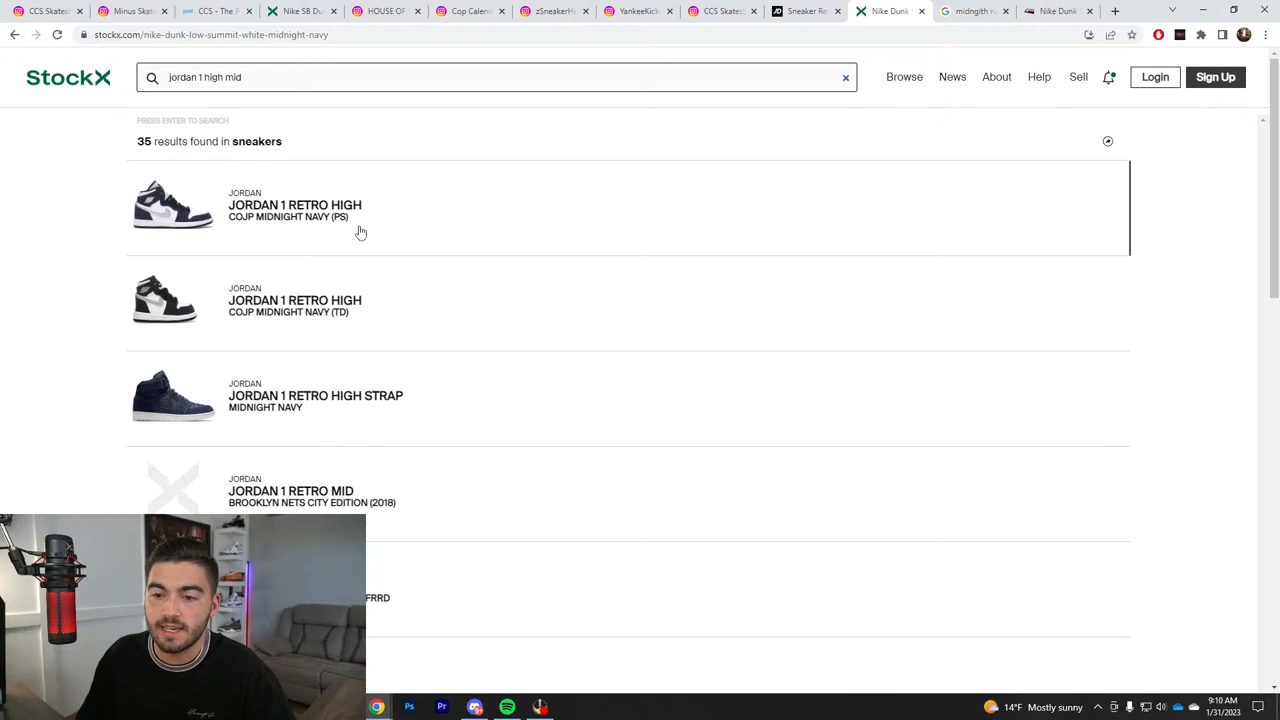 CCS Skatesh
Minus Skat
CCS - The F
Nike SB Du
HOUSE OF
Cop Calend
zSneakerHe
YankeeKick
CCS Skatesh
Sneaker Re
Nike Dunk
midngith ru
Nike Dunk
stockx.com/nike-dunk-low-summit-white-midnight-navy
StockX
jordan 1 high mid
Browse News About Help Sell Login Sign Up
PRESS ENTER TO SEARCH
35 results found in sneakers
JORDAN
JORDAN 1 RETRO HIGH
COJP MIDNIGHT NAVY (PS)
JORDAN
JORDAN 1 RETRO HIGH
COJP MIDNIGHT NAVY (TD)
JORDAN
JORDAN 1 RETRO HIGH STRAP
MIDNIGHT NAVY
JORDAN
JORDAN 1 RETRO MID
BROOKLYN NETS CITY EDITION (2018)
FRRD
Ps
Pr
14°F Mostly sunny
9:10 AM
1/31/2023